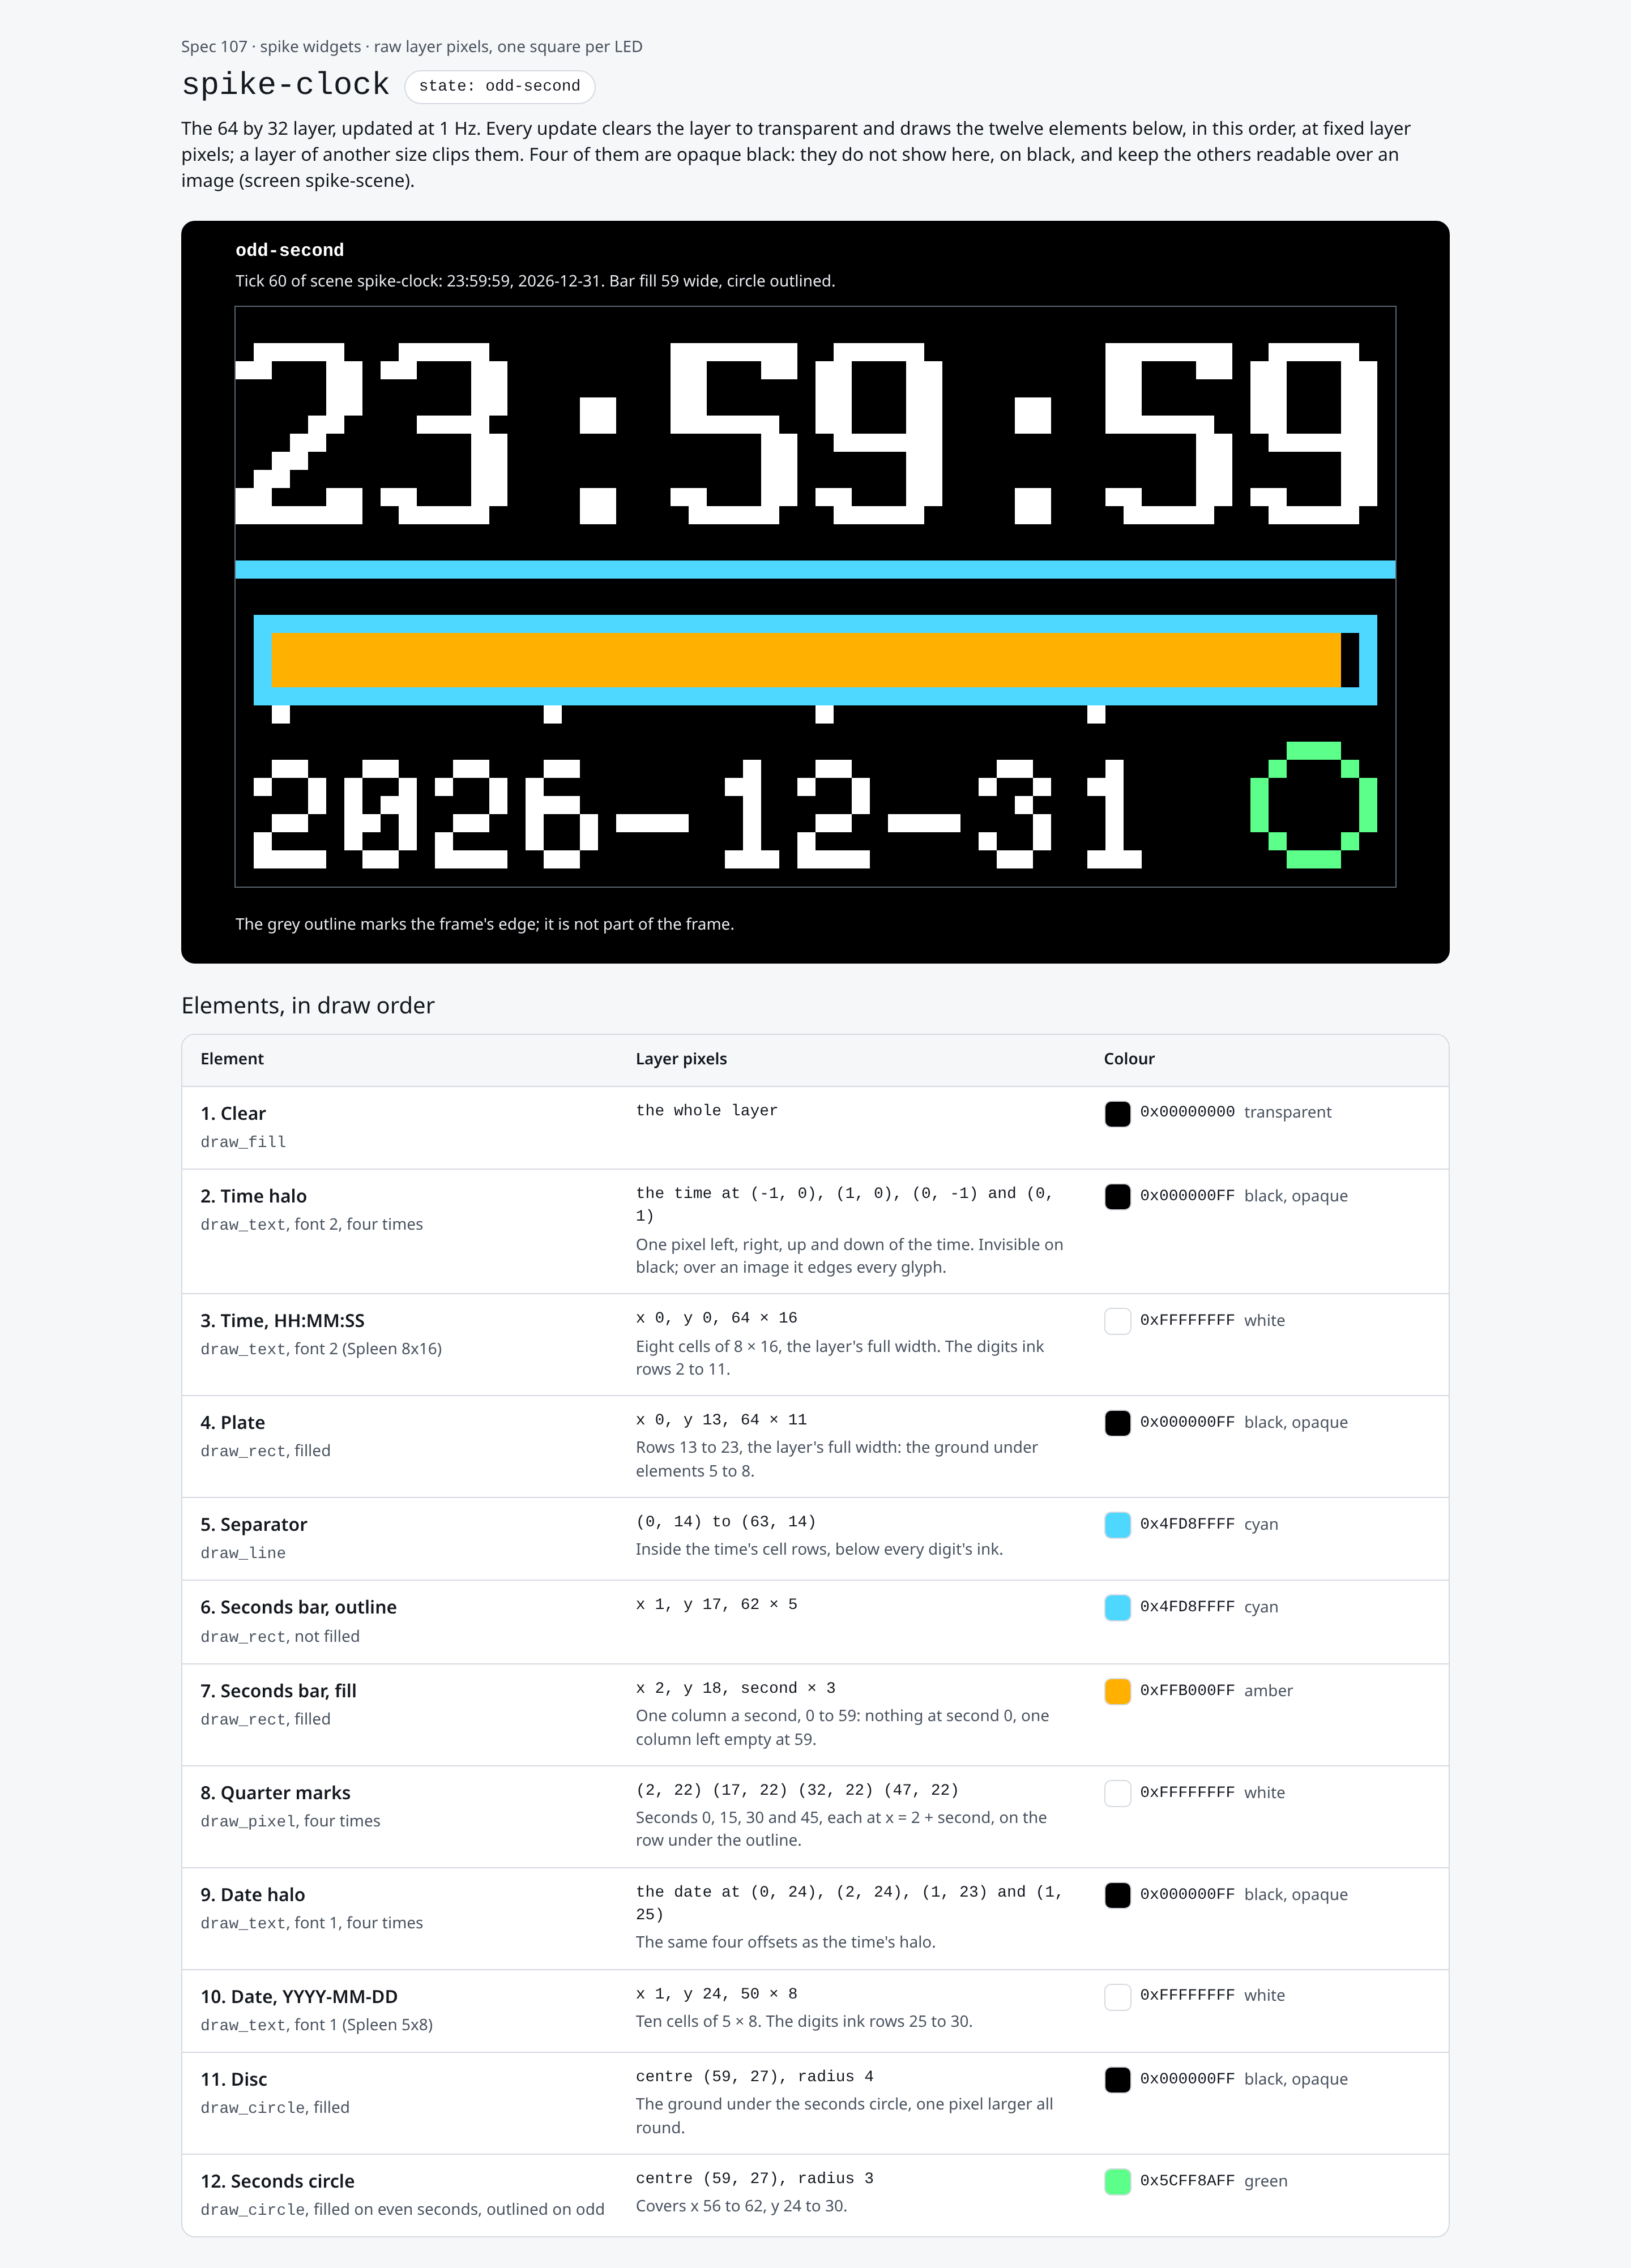 Spec 107 · spike widgets · raw layer pixels, one square per LED
spike-clock state: odd-second
The 64 by 32 layer, updated at 1 Hz. Every update clears the layer to transparent and draws the twelve elements below, in this order, at fixed layer
pixels; a layer of another size clips them. Four of them are opaque black: they do not show here, on black, and keep the others readable over an
image (screen spike-scene).
odd-second
Tick 60 of scene spike-clock: 23:59:59, 2026-12-31. Bar fill 59 wide, circle outlined.
23:59:59
2026-12-31
The grey outline marks the frame's edge; it is not part of the frame.
Elements, in draw order
Element Layer pixels Colour
1. Clear the whole layer 0x00000000 transparent
draw_fill
2. Time halo the time at (-1, 0), (1, 0), (0, -1) and (0, 0x000000FF black, opaque
draw_text, font 2, four times 1)
One pixel left, right, up and down of the time. Invisible on
black; over an image it edges every glyph.
3. Time, HH:MM:SS x 0, y 0, 64 × 16 0xFFFFFFFF white
draw_text, font 2 (Spleen 8x16) Eight cells of 8 × 16, the layer's full width. The digits ink
rows 2 to 11.
4. Plate x 0, y 13, 64 × 11 0x000000FF black, opaque
draw_rect, filled Rows 13 to 23, the layer's full width: the ground under
elements 5 to 8.
5. Separator (0, 14) to (63, 14) 0x4FD8FFFF cyan
draw_line Inside the time's cell rows, below every digit's ink.
6. Seconds bar, outline x 1, y 17, 62 × 5 0x4FD8FFFF cyan
draw_rect, not filled
7. Seconds bar, fill x 2, y 18, second × 3 0xFFB000FF amber
draw_rect, filled One column a second, 0 to 59: nothing at second 0, one
column left empty at 59.
8. Quarter marks (2, 22) (17, 22) (32, 22) (47, 22) 0xFFFFFFFF white
draw_pixel, four times Seconds 0, 15, 30 and 45, each at x = 2 + second, on the
row under the outline.
9. Date halo the date at (0, 24), (2, 24), (1, 23) and (1, 0x000000FF black, opaque
draw_text, font 1, four times 25)
The same four offsets as the time's halo.
10. Date, YYYY-MM-DD x 1, y 24, 50 × 8 0xFFFFFFFF white
draw_text, font 1 (Spleen 5x8) Ten cells of 5 × 8. The digits ink rows 25 to 30.
11. Disc centre (59, 27), radius 4 0x000000FF black, opaque
draw_circle, filled The ground under the seconds circle, one pixel larger all
round.
12. Seconds circle centre (59, 27), radius 3 0x5CFF8AFF green
draw_circle, filled on even seconds, outlined on odd Covers x 56 to 62, y 24 to 30.